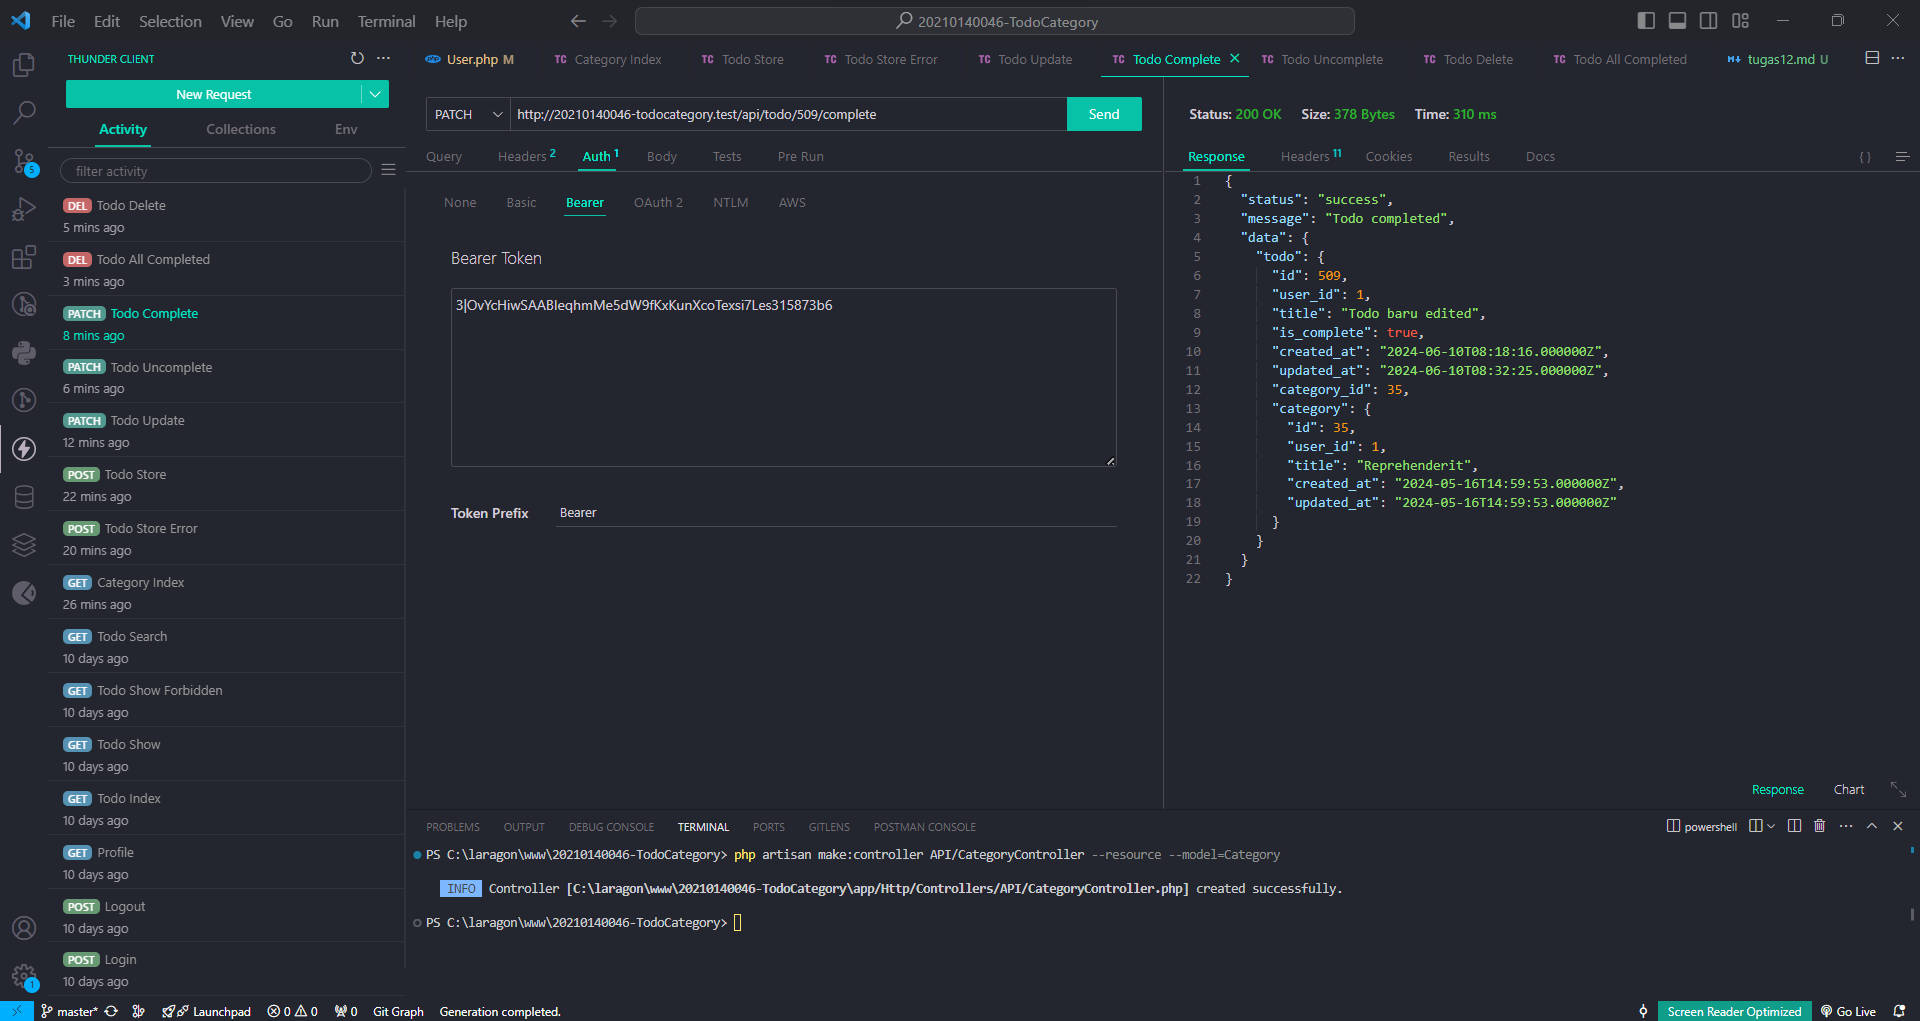 File Edit Selection View Go Run Terminal Help
20210140046-TodoCategory
THUNDER CLIENT
New Request
Activity Collections Env
filter activity
DEL Todo Delete
5 mins ago
DEL Todo All Completed
3 mins ago
PATCH Todo Complete
8 mins ago
PATCH Todo Uncomplete
6 mins ago
PATCH Todo Update
12 mins ago
POST Todo Store
22 mins ago
POST Todo Store Error
20 mins ago
GET Category Index
26 mins ago
GET Todo Search
10 days ago
GET Todo Show Forbidden
10 days ago
GET Todo Show
10 days ago
GET Todo Index
10 days ago
GET Profile
10 days ago
POST Logout
10 days ago
POST Login
10 days ago
5
1
php User.php M TC Category Index TC Todo Store TC Todo Store Error TC Todo Update TC Todo Complete TC Todo Uncomplete TC Todo Delete TC Todo All Completed tugas12.md U
PATCH http://20210140046-todocategory.test/api/todo/509/complete Send
Query Headers 2 Auth 1 Body Tests Pre Run
None Basic Bearer OAuth 2 NTLM AWS
Bearer Token
3|OvYcHiwSAABIeqhmMe5dW9fKxKunXcoTexsi7Les315873b6
Token Prefix Bearer
Status: 200 OK Size: 378 Bytes Time: 310 ms
Response Headers 11 Cookies Results Docs { }
1 {
2 "status": "success",
3 "message": "Todo completed",
4 "data": {
5 "todo": {
6 "id": 509,
7 "user_id": 1,
8 "title": "Todo baru edited",
9 "is_complete": true,
10 "created_at": "2024-06-10T08:18:16.000000Z",
11 "updated_at": "2024-06-10T08:32:25.000000Z",
12 "category_id": 35,
13 "category": {
14 "id": 35,
15 "user_id": 1,
16 "title": "Reprehenderit",
17 "created_at": "2024-05-16T14:59:53.000000Z",
18 "updated_at": "2024-05-16T14:59:53.000000Z"
19 }
20 }
21 }
22 }
Response Chart
PROBLEMS OUTPUT DEBUG CONSOLE TERMINAL PORTS GITLENS POSTMAN CONSOLE
powershell
PS C:\laragon\www\20210140046-TodoCategory> php artisan make:controller API/CategoryController --resource --model=Category
INFO Controller [C:\laragon\www\20210140046-TodoCategory\app/Http/Controllers/API/CategoryController.php] created successfully.
PS C:\laragon\www\20210140046-TodoCategory>
master* Launchpad 0 0 0 Git Graph Generation completed.
Screen Reader Optimized Go Live